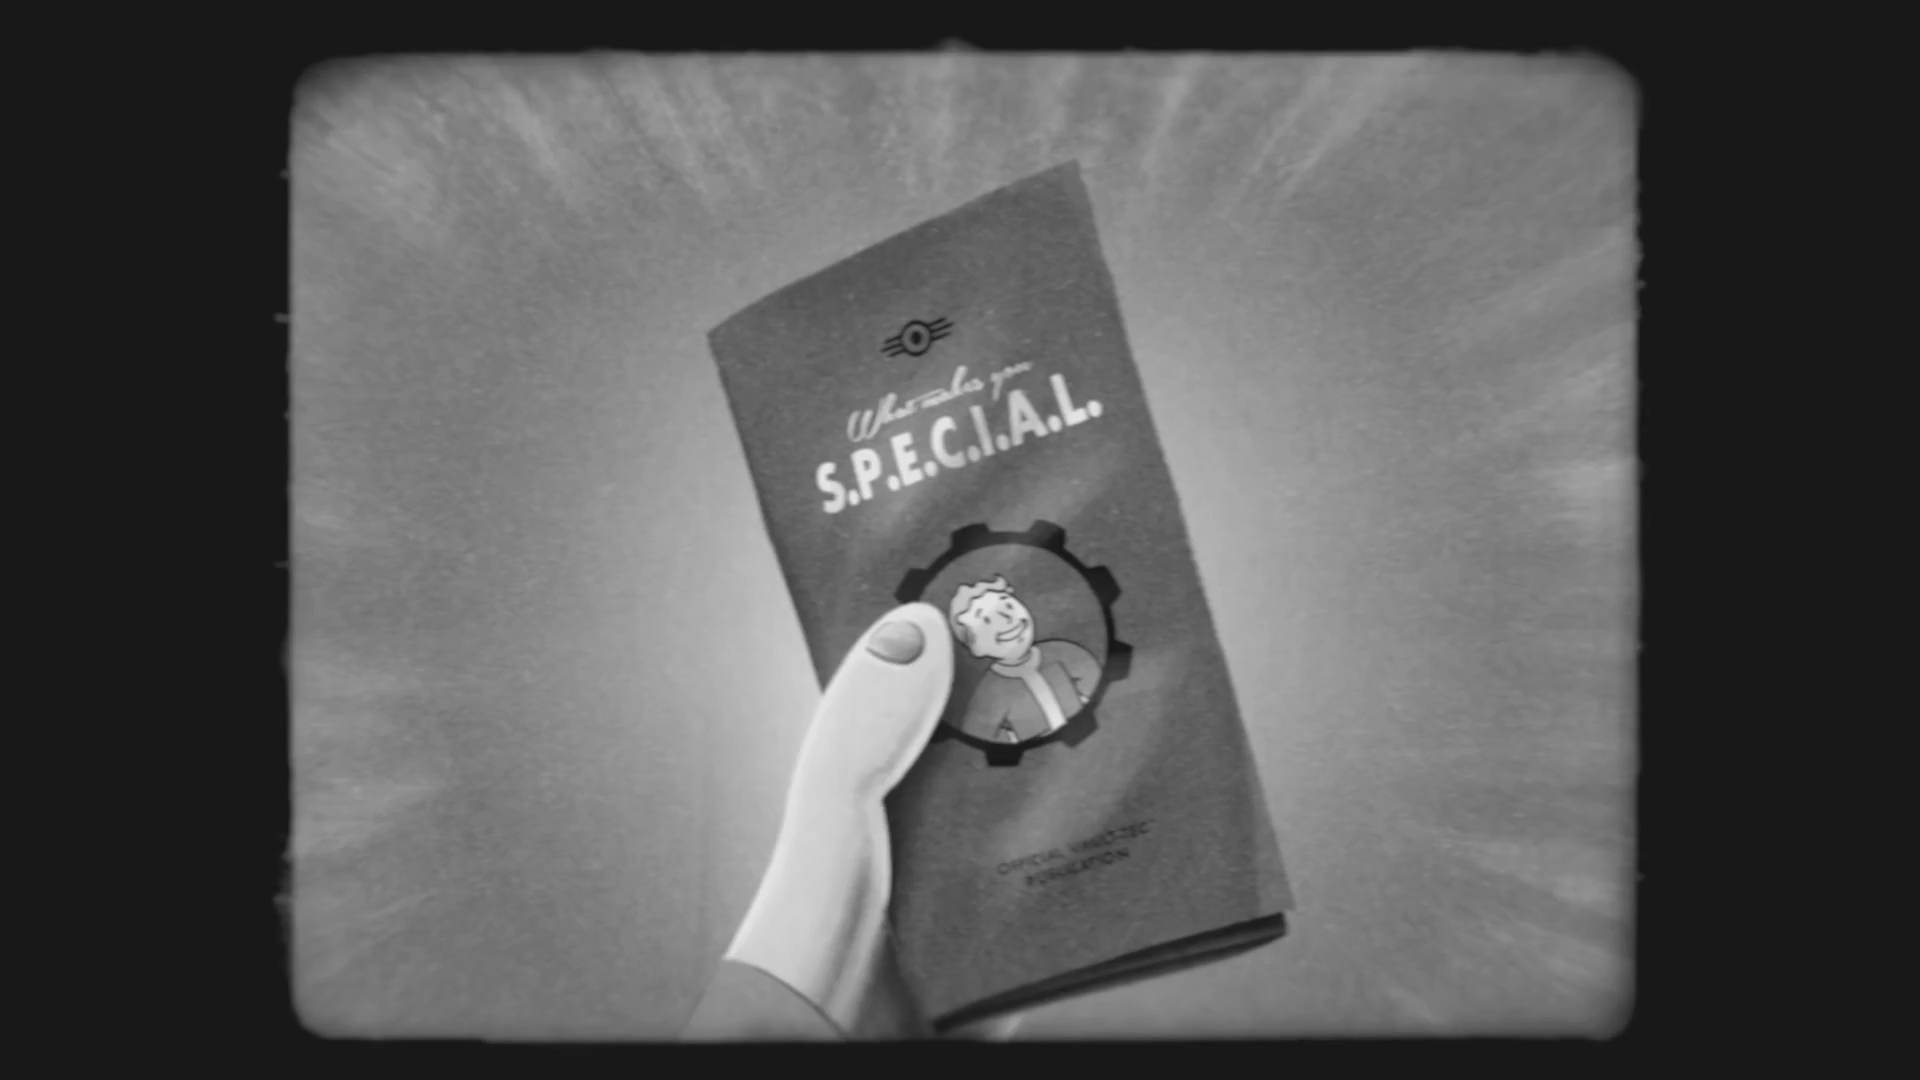 What makes you
S.P.E.C.I.A.L.
OFFICIAL VAULT-TEC
PUBLICATION